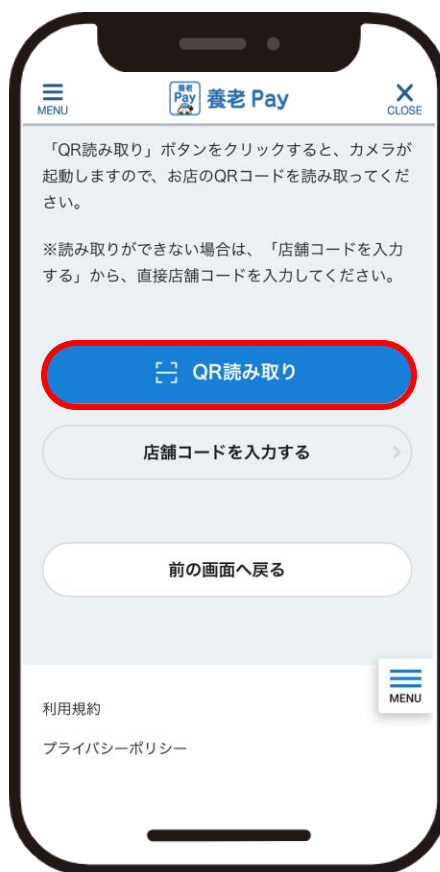 MENU
養老
Pay
養老 Pay
CLOSE
「QR読み取り」ボタンをクリックすると、カメラが
起動しますので、お店のQRコードを読み取ってくだ
さい。
※読み取りができない場合は、「店舗コードを入力
する」から、直接店舗コードを入力してください。
QR読み取り
店舗コードを入力する
前の画面へ戻る
MENU
利用規約
プライバシーポリシー